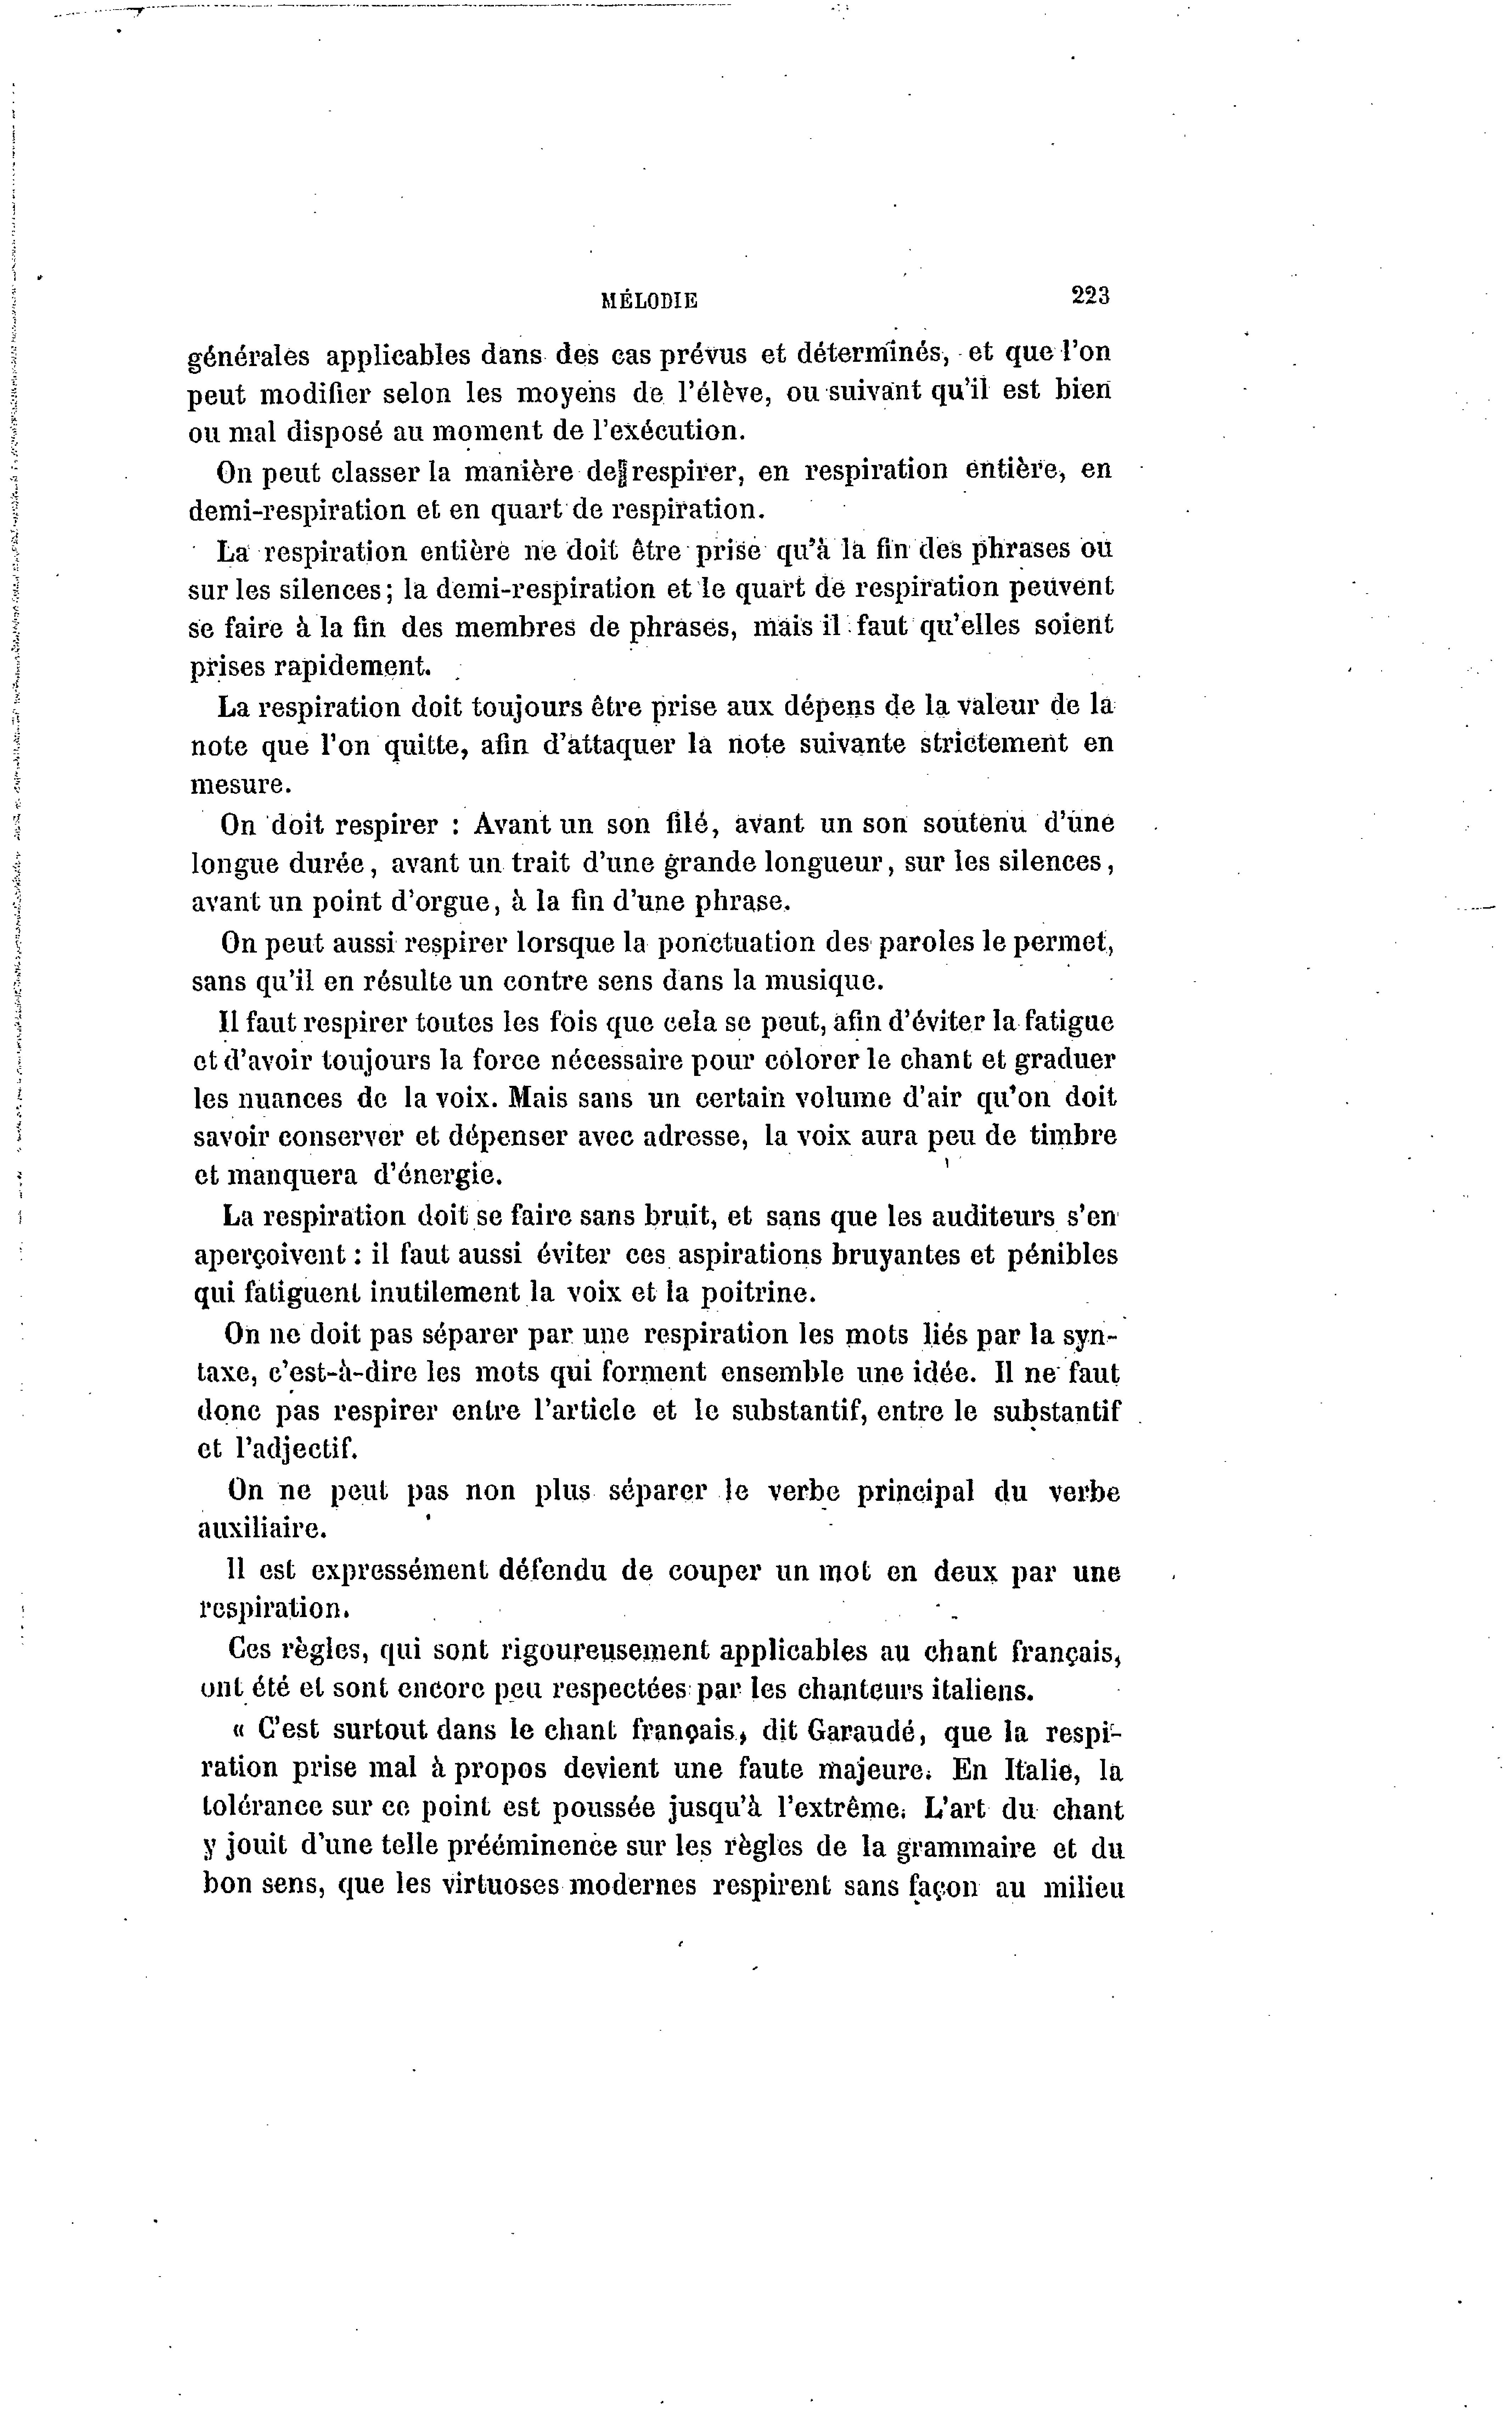 MÉLODIE 223
générales applicables dans des cas prévus et déterminés, et que l'on
peut modifier selon les moyens de l'élève, ou suivant qu'il est bien
ou mal disposé au moment de l'exécution.
On peut classer la manière de respirer, en respiration entière, en
demi-respiration et en quart de respiration.
La respiration entière ne doit être prise qu'à la fin des phrases ou
sur les silences; la demi-respiration et le quart de respiration peuvent
se faire à la fin des membres de phrases, mais il faut qu'elles soient
prises rapidement.
La respiration doit toujours être prise aux dépens de la valeur de la
note que l'on quitte, afin d'attaquer la note suivante strictement en
mesure.
On doit respirer : Avant un son filé, avant un son soutenu d'une
longue durée, avant un trait d'une grande longueur, sur les silences,
avant un point d'orgue, à la fin d'une phrase.
On peut aussi respirer lorsque la ponctuation des paroles le permet,
sans qu'il en résulte un contre sens dans la musique.
Il faut respirer toutes les fois que cela se peut, afin d'éviter la fatigue
et d'avoir toujours la force nécessaire pour colorer le chant et graduer
les nuances de la voix. Mais sans un certain volume d'air qu'on doit
savoir conserver et dépenser avec adresse, la voix aura peu de timbre
et manquera d'énergie.
La respiration doit se faire sans bruit, et sans que les auditeurs s'en
aperçoivent : il faut aussi éviter ces aspirations bruyantes et pénibles
qui fatiguent inutilement la voix et la poitrine.
On ne doit pas séparer par une respiration les mots liés par la syn-
taxe, c'est-à-dire les mots qui forment ensemble une idée. Il ne faut
donc pas respirer entre l'article et le substantif, entre le substantif
et l'adjectif.
On ne peut pas non plus séparer le verbe principal du verbe
auxiliaire.
Il est expressément défendu de couper un mot en deux par une
respiration.
Ces règles, qui sont rigoureusement applicables au chant français,
ont été et sont encore peu respectées par les chanteurs italiens.
« C'est surtout dans le chant français, dit Garaudé, que la respi-
ration prise mal à propos devient une faute majeure. En Italie, la
tolérance sur ce point est poussée jusqu'à l'extrême. L'art du chant
y jouit d'une telle prééminence sur les règles de la grammaire et du
bon sens, que les virtuoses modernes respirent sans façon au milieu